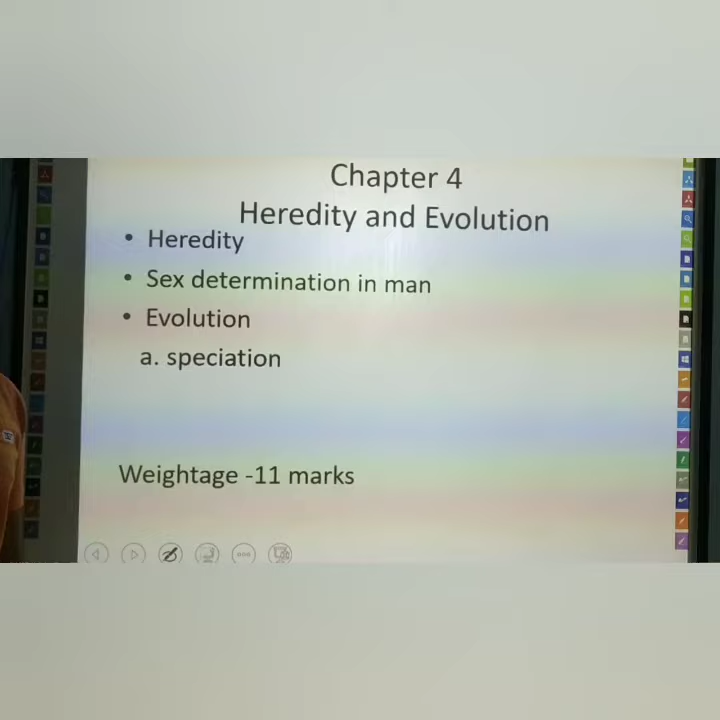 Chapter 4
Heredity and Evolution
• Heredity
• Sex determination in man
• Evolution
a. speciation
Weightage -11 marks